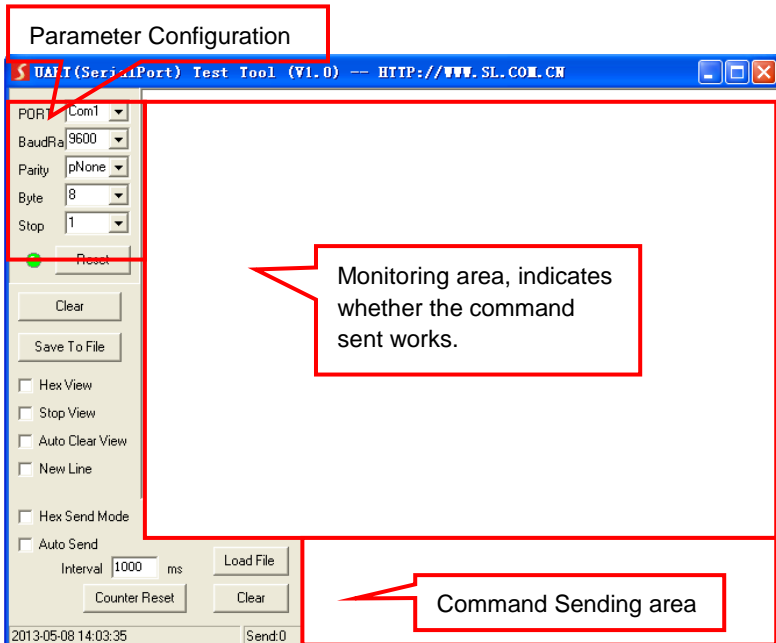 Parameter Configuration
UART(SerialPort) Test Tool (V1.0) -- HTTP://WWW.SL.COM.CN
PORT Com1
BaudRa 9600
Parity pNone
Byte 8
Stop 1
Reset
Monitoring area, indicates
whether the command
sent works.
Clear
Save To File
Hex View
Stop View
Auto Clear View
New Line
Hex Send Mode
Auto Send
Interval 1000 ms
Load File
Counter Reset
Clear
Command Sending area
2013-05-08 14:03:35
Send:0